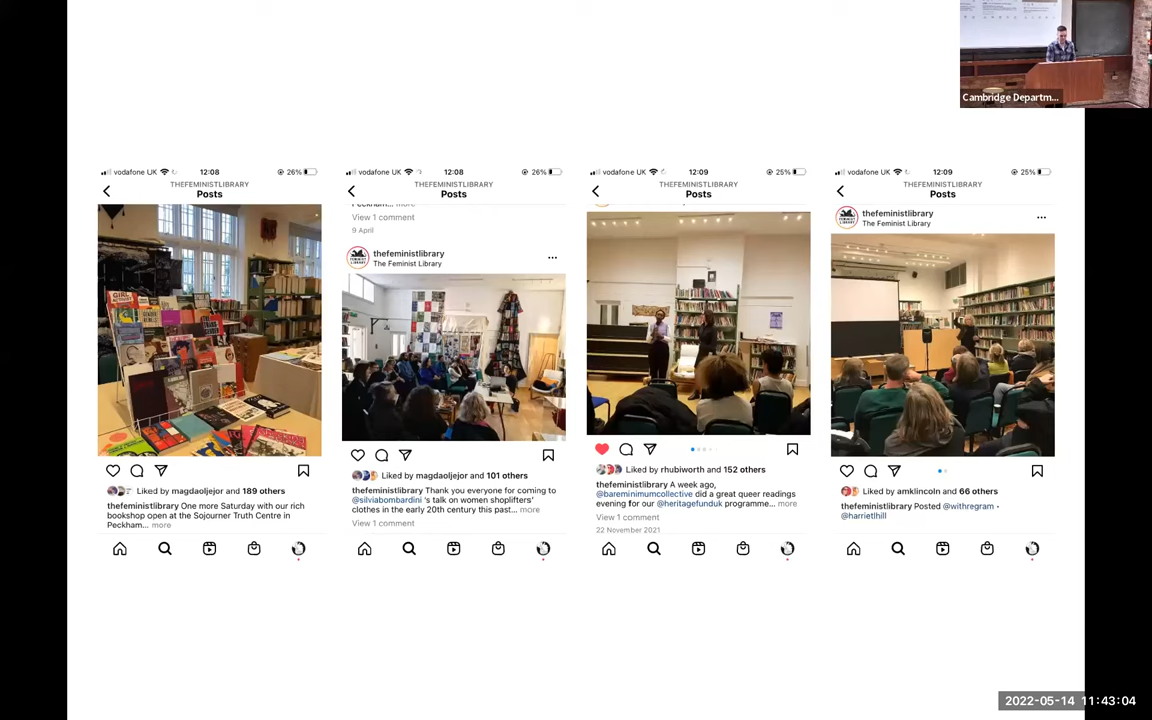 Cambridge Departm...
vodafone UK
12:08
26%
THEFEMINISTLIBRARY
Posts
Liked by magdaoljejor and 189 others
thefeministlibrary One more Saturday with our rich
bookshop open at the Sojourner Truth Centre in
Peckham... more
vodafone UK
12:08
26%
THEFEMINISTLIBRARY
Posts
Peckham... more
View 1 comment
9 April
thefeministlibrary
The Feminist Library
Liked by magdaoljejor and 101 others
thefeministlibrary Thank you everyone for coming to
@silviabombardini 's talk on women shoplifters'
clothes in the early 20th century this past... more
View 1 comment
vodafone UK
12:09
25%
THEFEMINISTLIBRARY
Posts
Liked by rhubiworth and 152 others
thefeministlibrary A week ago,
@bareminimumcollective did a great queer readings
evening for our @heritagefunduk programme... more
View 1 comment
22 November 2021
vodafone UK
12:09
25%
THEFEMINISTLIBRARY
Posts
thefeministlibrary
The Feminist Library
Liked by amklincoln and 66 others
thefeministlibrary Posted @withregram •
@harrietlhill
2022-05-14 11:43:04